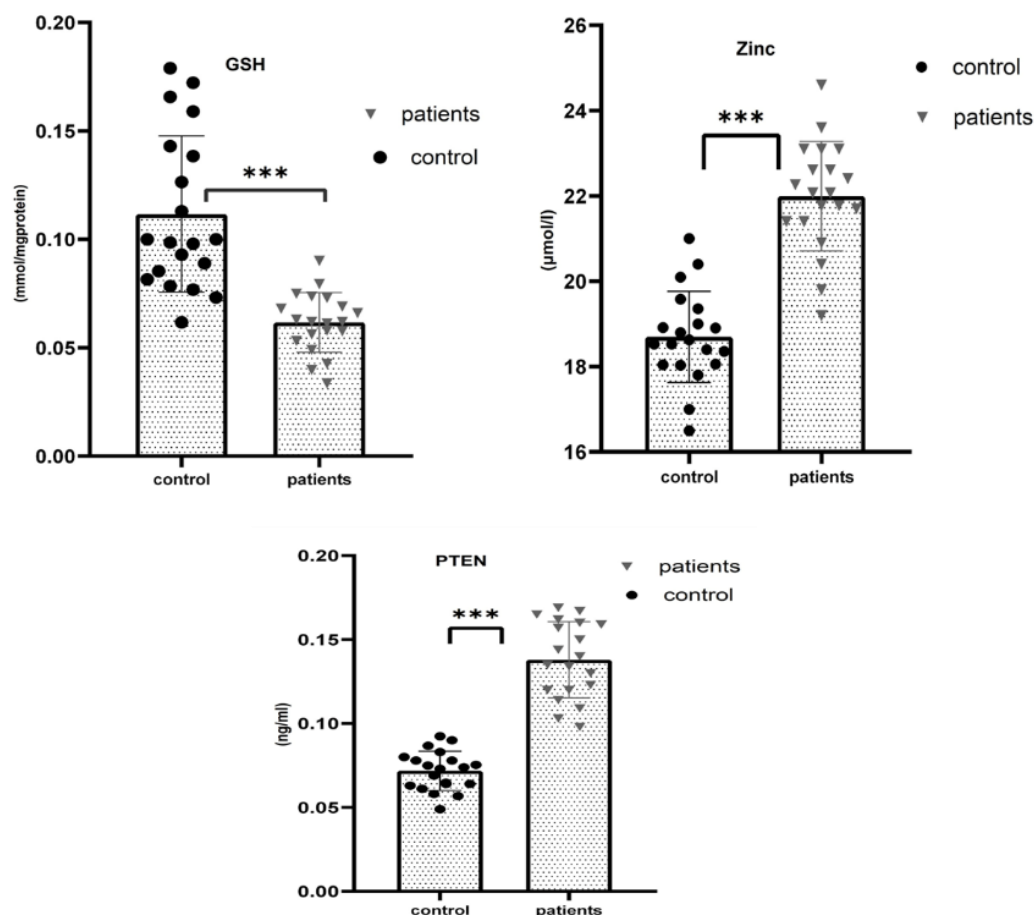 GSH
patients
control
***
(mmol/mgprotein)
0.20
0.15
0.10
0.05
0.00
control patients
Zinc
control
patients
***
(µmol/l)
26
24
22
20
18
16
control patients
PTEN
patients
control
***
(ng/ml)
0.20
0.15
0.10
0.05
0.00
control patients